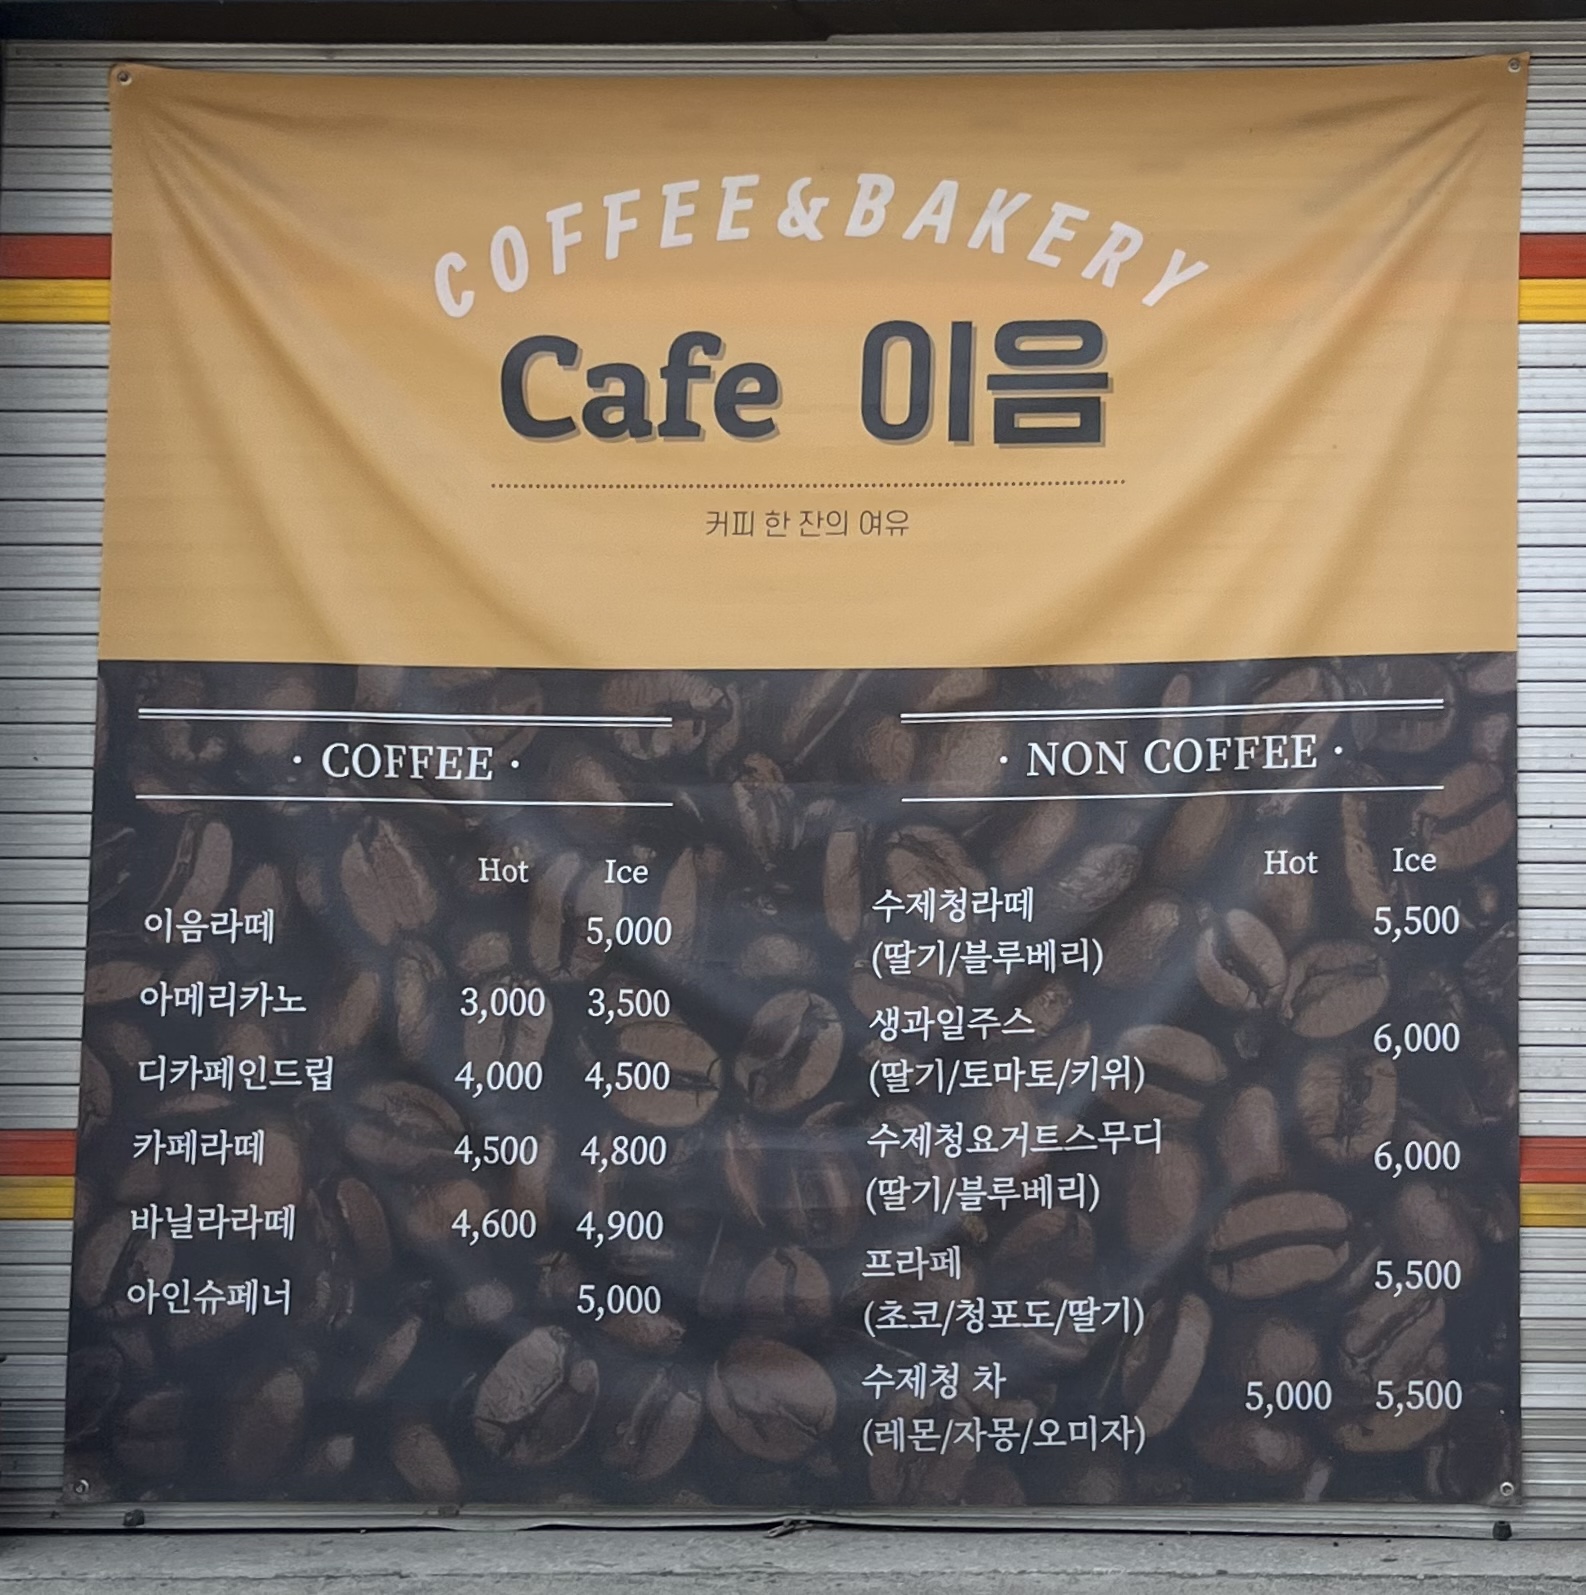 COFFEE&BAKERY
Cafe 이음
커피 한 잔의 여유
· COFFEE ·
Hot Ice
이음라떼 5,000
아메리카노 3,000 3,500
디카페인드립 4,000 4,500
카페라떼 4,500 4,800
바닐라라떼 4,600 4,900
아인슈페너 5,000
· NON COFFEE ·
Hot Ice
수제청라떼 5,500
(딸기/블루베리)
생과일주스 6,000
(딸기/토마토/키위)
수제청요거트스무디 6,000
(딸기/블루베리)
프라페 5,500
(초코/청포도/딸기)
수제청 차 5,000 5,500
(레몬/자몽/오미자)